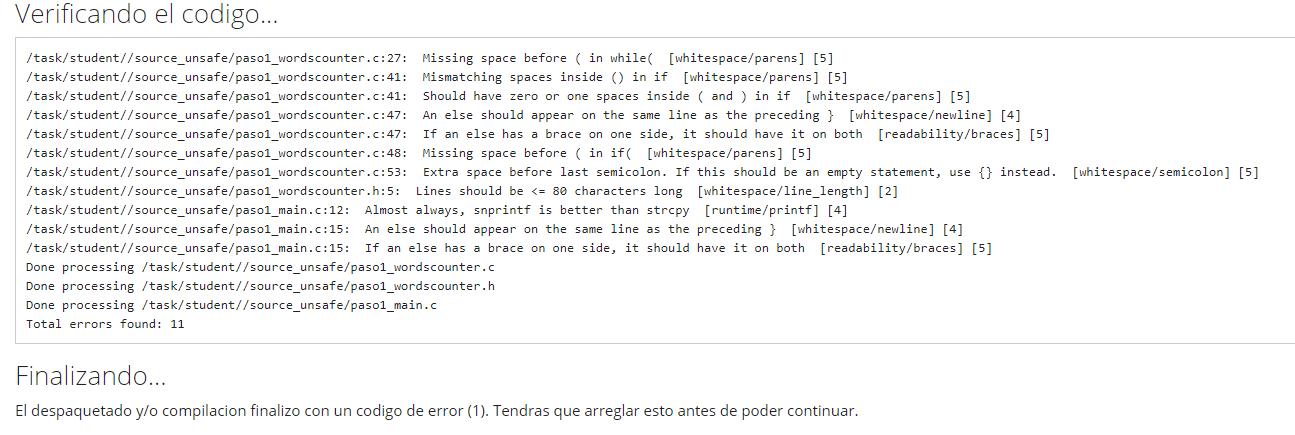 Verificando el codigo...
/task/student//source_unsafe/paso1_wordscounter.c:27:  Missing space before ( in while(  [whitespace/parens] [5]
/task/student//source_unsafe/paso1_wordscounter.c:41:  Mismatching spaces inside () in if  [whitespace/parens] [5]
/task/student//source_unsafe/paso1_wordscounter.c:41:  Should have zero or one spaces inside ( and ) in if  [whitespace/parens] [5]
/task/student//source_unsafe/paso1_wordscounter.c:47:  An else should appear on the same line as the preceding }  [whitespace/newline] [4]
/task/student//source_unsafe/paso1_wordscounter.c:47:  If an else has a brace on one side, it should have it on both  [readability/braces] [5]
/task/student//source_unsafe/paso1_wordscounter.c:48:  Missing space before ( in if(  [whitespace/parens] [5]
/task/student//source_unsafe/paso1_wordscounter.c:53:  Extra space before last semicolon. If this should be an empty statement, use {} instead.  [whitespace/semicolon] [5]
/task/student//source_unsafe/paso1_wordscounter.h:5:  Lines should be <= 80 characters long  [whitespace/line_length] [2]
/task/student//source_unsafe/paso1_main.c:12:  Almost always, snprintf is better than strcpy  [runtime/printf] [4]
/task/student//source_unsafe/paso1_main.c:15:  An else should appear on the same line as the preceding }  [whitespace/newline] [4]
/task/student//source_unsafe/paso1_main.c:15:  If an else has a brace on one side, it should have it on both  [readability/braces] [5]
Done processing /task/student//source_unsafe/paso1_wordscounter.c
Done processing /task/student//source_unsafe/paso1_wordscounter.h
Done processing /task/student//source_unsafe/paso1_main.c
Total errors found: 11
Finalizando...
El despaquetado y/o compilacion finalizo con un codigo de error (1). Tendras que arreglar esto antes de poder continuar.